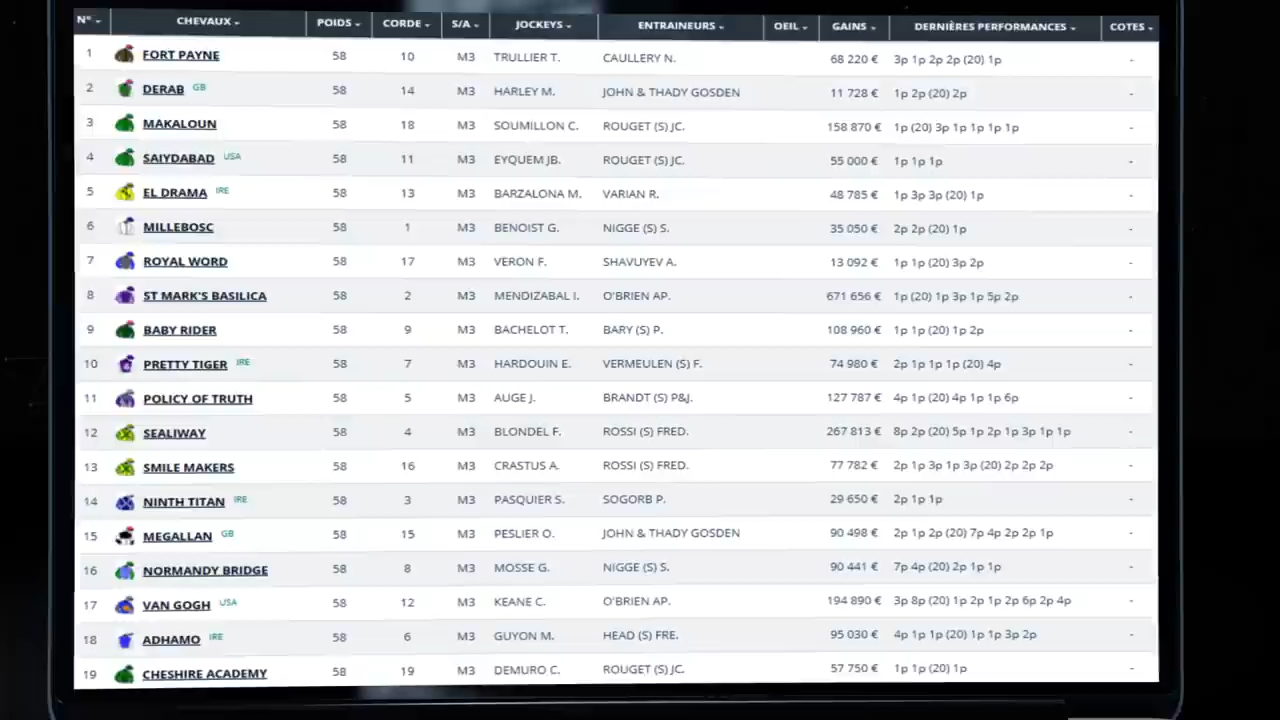 N° CHEVAUX POIDS CORDE S/A JOCKEYS ENTRAINEURS OEIL GAINS DERNIÈRES PERFORMANCES COTES
1 FORT PAYNE 58 10 M3 TRULLIER T. CAULLERY N. 68 220 € 3p 1p 2p 2p (20) 1p -
2 DERAB GB 58 14 M3 HARLEY M. JOHN & THADY GOSDEN 11 728 € 1p 2p (20) 2p -
3 MAKALOUN 58 18 M3 SOUMILLON C. ROUGET (S) JC. 158 870 € 1p (20) 3p 1p 1p 1p 1p -
4 SAIYDABAD USA 58 11 M3 EYQUEM JB. ROUGET (S) JC. 55 000 € 1p 1p 1p -
5 EL DRAMA IRE 58 13 M3 BARZALONA M. VARIAN R. 48 785 € 1p 3p 3p (20) 1p -
6 MILLEBOSC 58 1 M3 BENOIST G. NIGGE (S) S. 35 050 € 2p 2p (20) 1p -
7 ROYAL WORD 58 17 M3 VERON F. SHAVUYEV A. 13 092 € 1p 1p (20) 3p 2p -
8 ST MARK'S BASILICA 58 2 M3 MENDIZABAL I. O'BRIEN AP. 671 656 € 1p (20) 1p 3p 1p 5p 2p -
9 BABY RIDER 58 9 M3 BACHELOT T. BARY (S) P. 108 960 € 1p 1p (20) 1p 2p -
10 PRETTY TIGER IRE 58 7 M3 HARDOUIN E. VERMEULEN (S) F. 74 980 € 2p 1p 1p 1p (20) 4p -
11 POLICY OF TRUTH 58 5 M3 AUGE J. BRANDT (S) P&J. 127 787 € 4p 1p (20) 4p 1p 1p 6p -
12 SEALIWAY 58 4 M3 BLONDEL F. ROSSI (S) FRED. 267 813 € 8p 2p (20) 5p 1p 2p 1p 3p 1p 1p -
13 SMILE MAKERS 58 16 M3 CRASTUS A. ROSSI (S) FRED. 77 782 € 2p 1p 3p 1p 3p (20) 2p 2p 2p -
14 NINTH TITAN IRE 58 3 M3 PASQUIER S. SOGORB P. 29 650 € 2p 1p 1p -
15 MEGALLAN GB 58 15 M3 PESLIER O. JOHN & THADY GOSDEN 90 498 € 2p 1p 2p (20) 7p 4p 2p 2p 1p -
16 NORMANDY BRIDGE 58 8 M3 MOSSE G. NIGGE (S) S. 90 441 € 7p 4p (20) 2p 1p 1p -
17 VAN GOGH USA 58 12 M3 KEANE C. O'BRIEN AP. 194 890 € 3p 8p (20) 1p 2p 1p 2p 6p 2p 4p -
18 ADHAMO IRE 58 6 M3 GUYON M. HEAD (S) FRE. 95 030 € 4p 1p 1p (20) 1p 1p 3p 2p -
19 CHESHIRE ACADEMY 58 19 M3 DEMURO C. ROUGET (S) JC. 57 750 € 1p 1p (20) 1p -